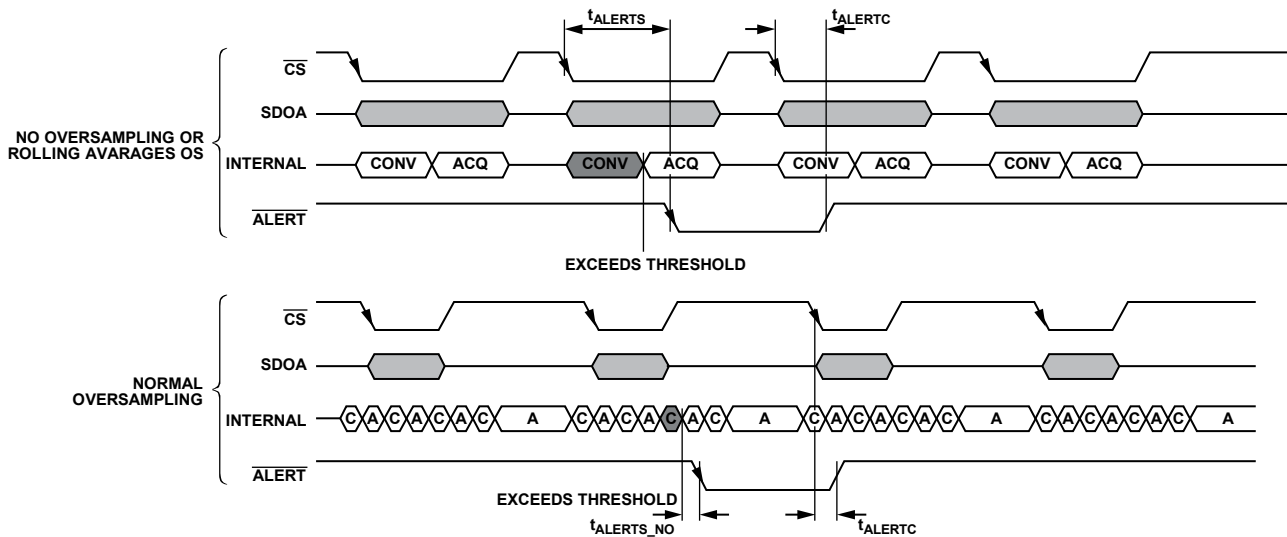 tALERTS
tALERTC
CS
SDOA
NO OVERSAMPLING OR
ROLLING AVARAGES OS
INTERNAL
CONV ACQ CONV ACQ CONV ACQ CONV ACQ
ALERT
EXCEEDS THRESHOLD
CS
SDOA
NORMAL
OVERSAMPLING
INTERNAL
C A C A C A C A C A C A C A C A C A C A C A C A C A C A C A C A
ALERT
EXCEEDS THRESHOLD
tALERTS_NO
tALERTC